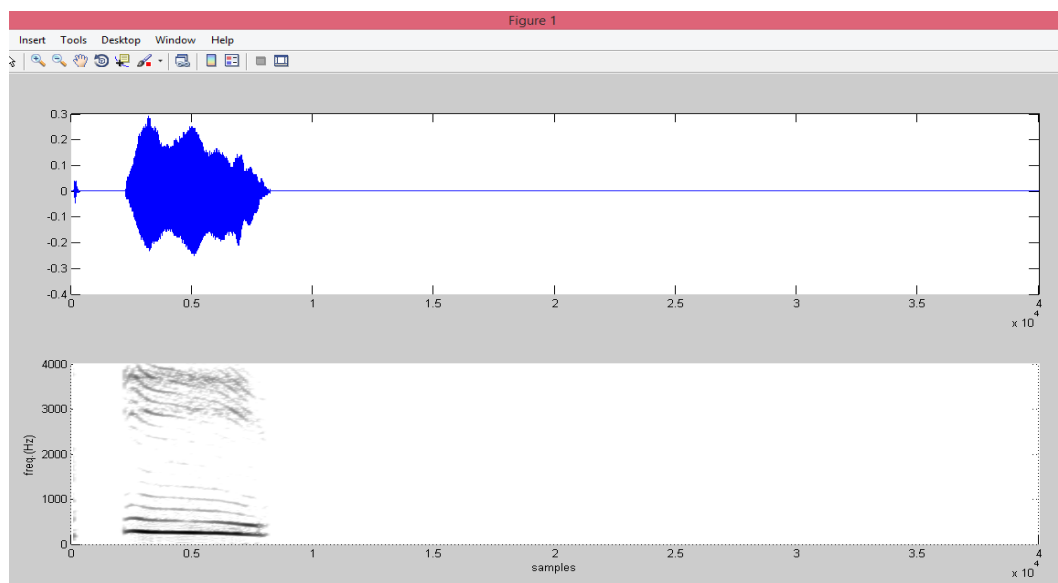 Figure 1
Insert Tools Desktop Window Help
0.3
0.2
0.1
0
-0.1
-0.2
-0.3
-0.4
0 0.5 1 1.5 2 2.5 3 3.5 4
x 10^4
4000
3000
2000
1000
0
freq.(Hz)
0 0.5 1 1.5 2 2.5 3 3.5 4
samples
x 10^4